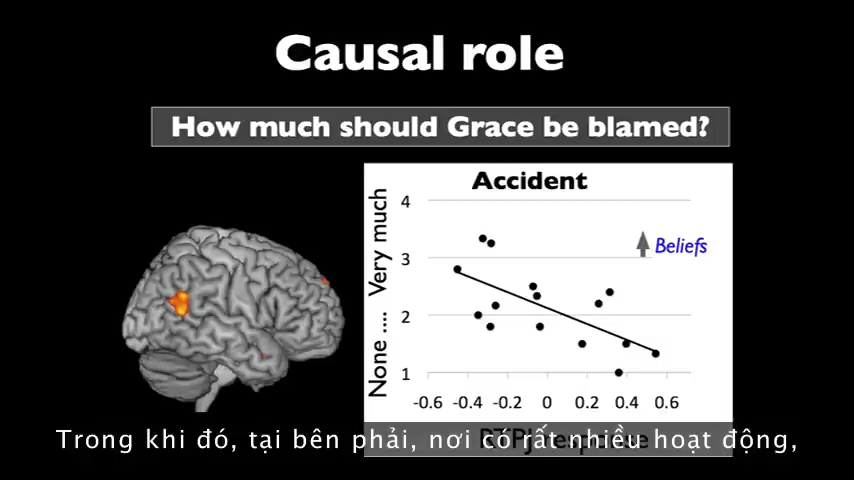 Causal role
How much should Grace be blamed?
Accident
None .... Very much
4
3
2
1
Beliefs
-0.6 -0.4 -0.2 0 0.2 0.4 0.6
RTPJ response
Trong khi đó, tại bên phải, nơi có rất nhiều hoạt động,